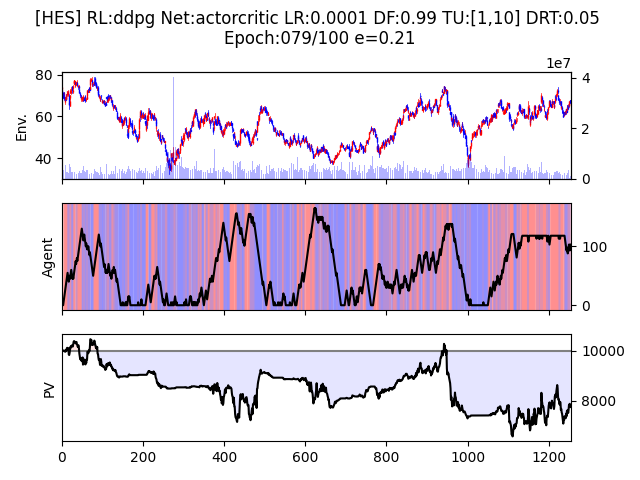 [HES] RL:ddpg Net:actorcritic LR:0.0001 DF:0.99 TU:[1,10] DRT:0.05
Epoch:079/100 e=0.21
1e7
80
60
40
Env.
4
2
0
Agent
100
0
PV
10000
8000
0 200 400 600 800 1000 1200